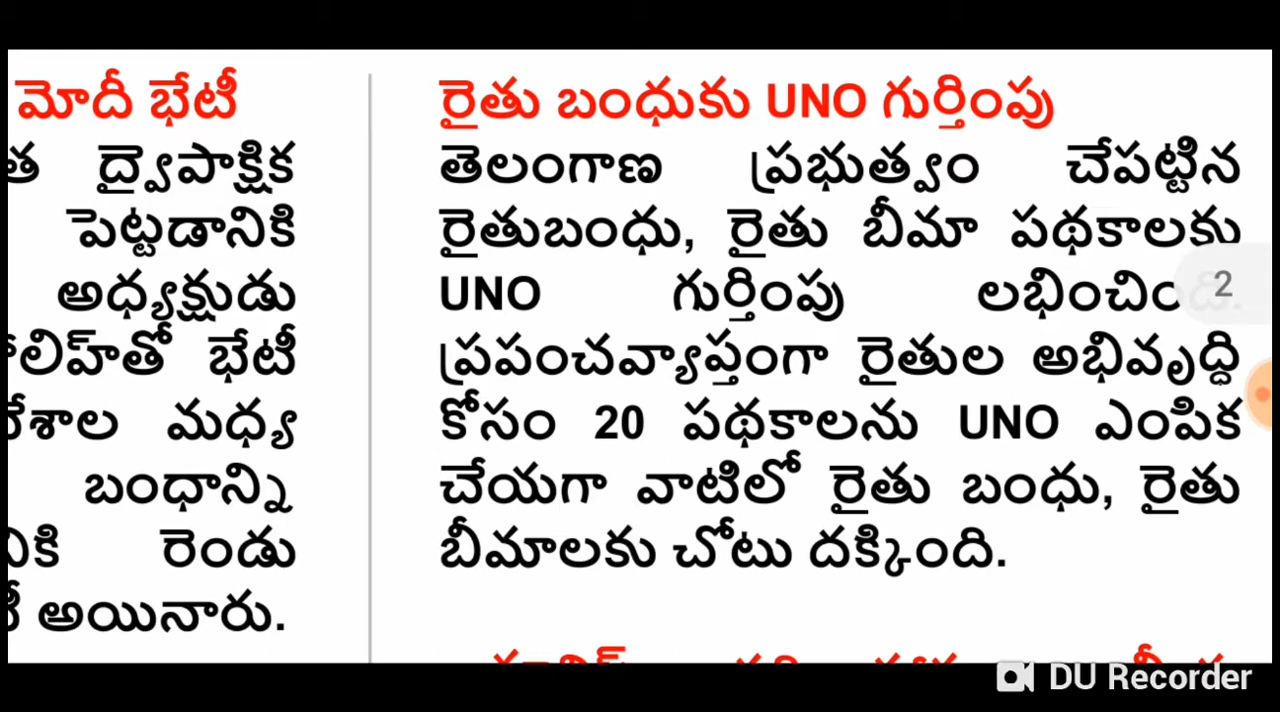 మోదీ భేటీ
ద్వైపాక్షిక
పెట్టడానికి
అధ్యక్షుడు
భేటీ
మధ్య
బంధాన్ని
రెండు
అయినారు.
రైతు బంధుకు UNO గుర్తింపు
తెలంగాణ ప్రభుత్వం చేపట్టిన
రైతుబంధు, రైతు బీమా పథకాలకు
UNO గుర్తింపు లభించింది.
ప్రపంచవ్యాప్తంగా రైతుల అభివృద్ధి
కోసం 20 పథకాలను UNO ఎంపిక
చేయగా వాటిలో రైతు బంధు, రైతు
బీమాలకు చోటు దక్కింది.
2
DU Recorder